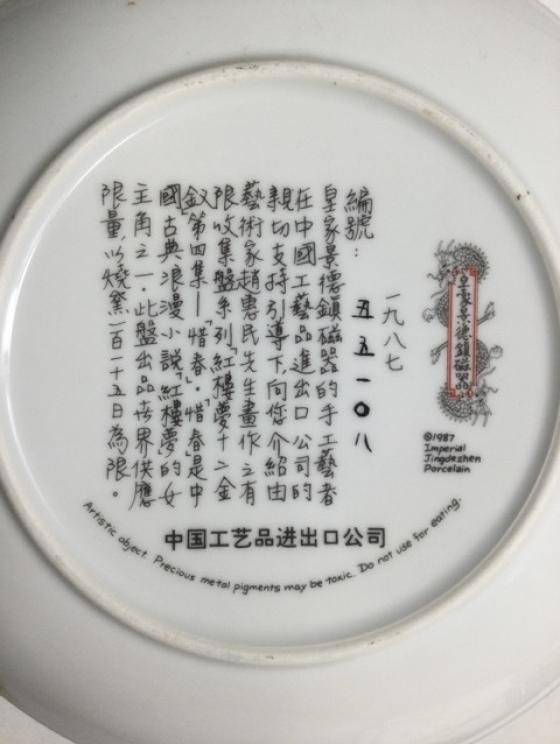 皇家景德鎮磁器
©1987
Imperial
Jingdezhen
Porcelain
一九八七
五五一〇八
編號：
皇家景德鎮磁器的手工藝者
在中國工藝品進出口公司的
親切支持引導下向您介紹由
藝術家趙惠民先生畫作之有
限收集盤系列「紅樓夢十二金
釵」第四集—「惜春」。「惜春」是中
國古典浪漫小說「紅樓夢」的女
主角之一。此盤出品世界供應
限量，以燒窯一百一十五日為限。
中国工艺品进出口公司
Artistic object. Precious metal pigments may be toxic. Do not use for eating.